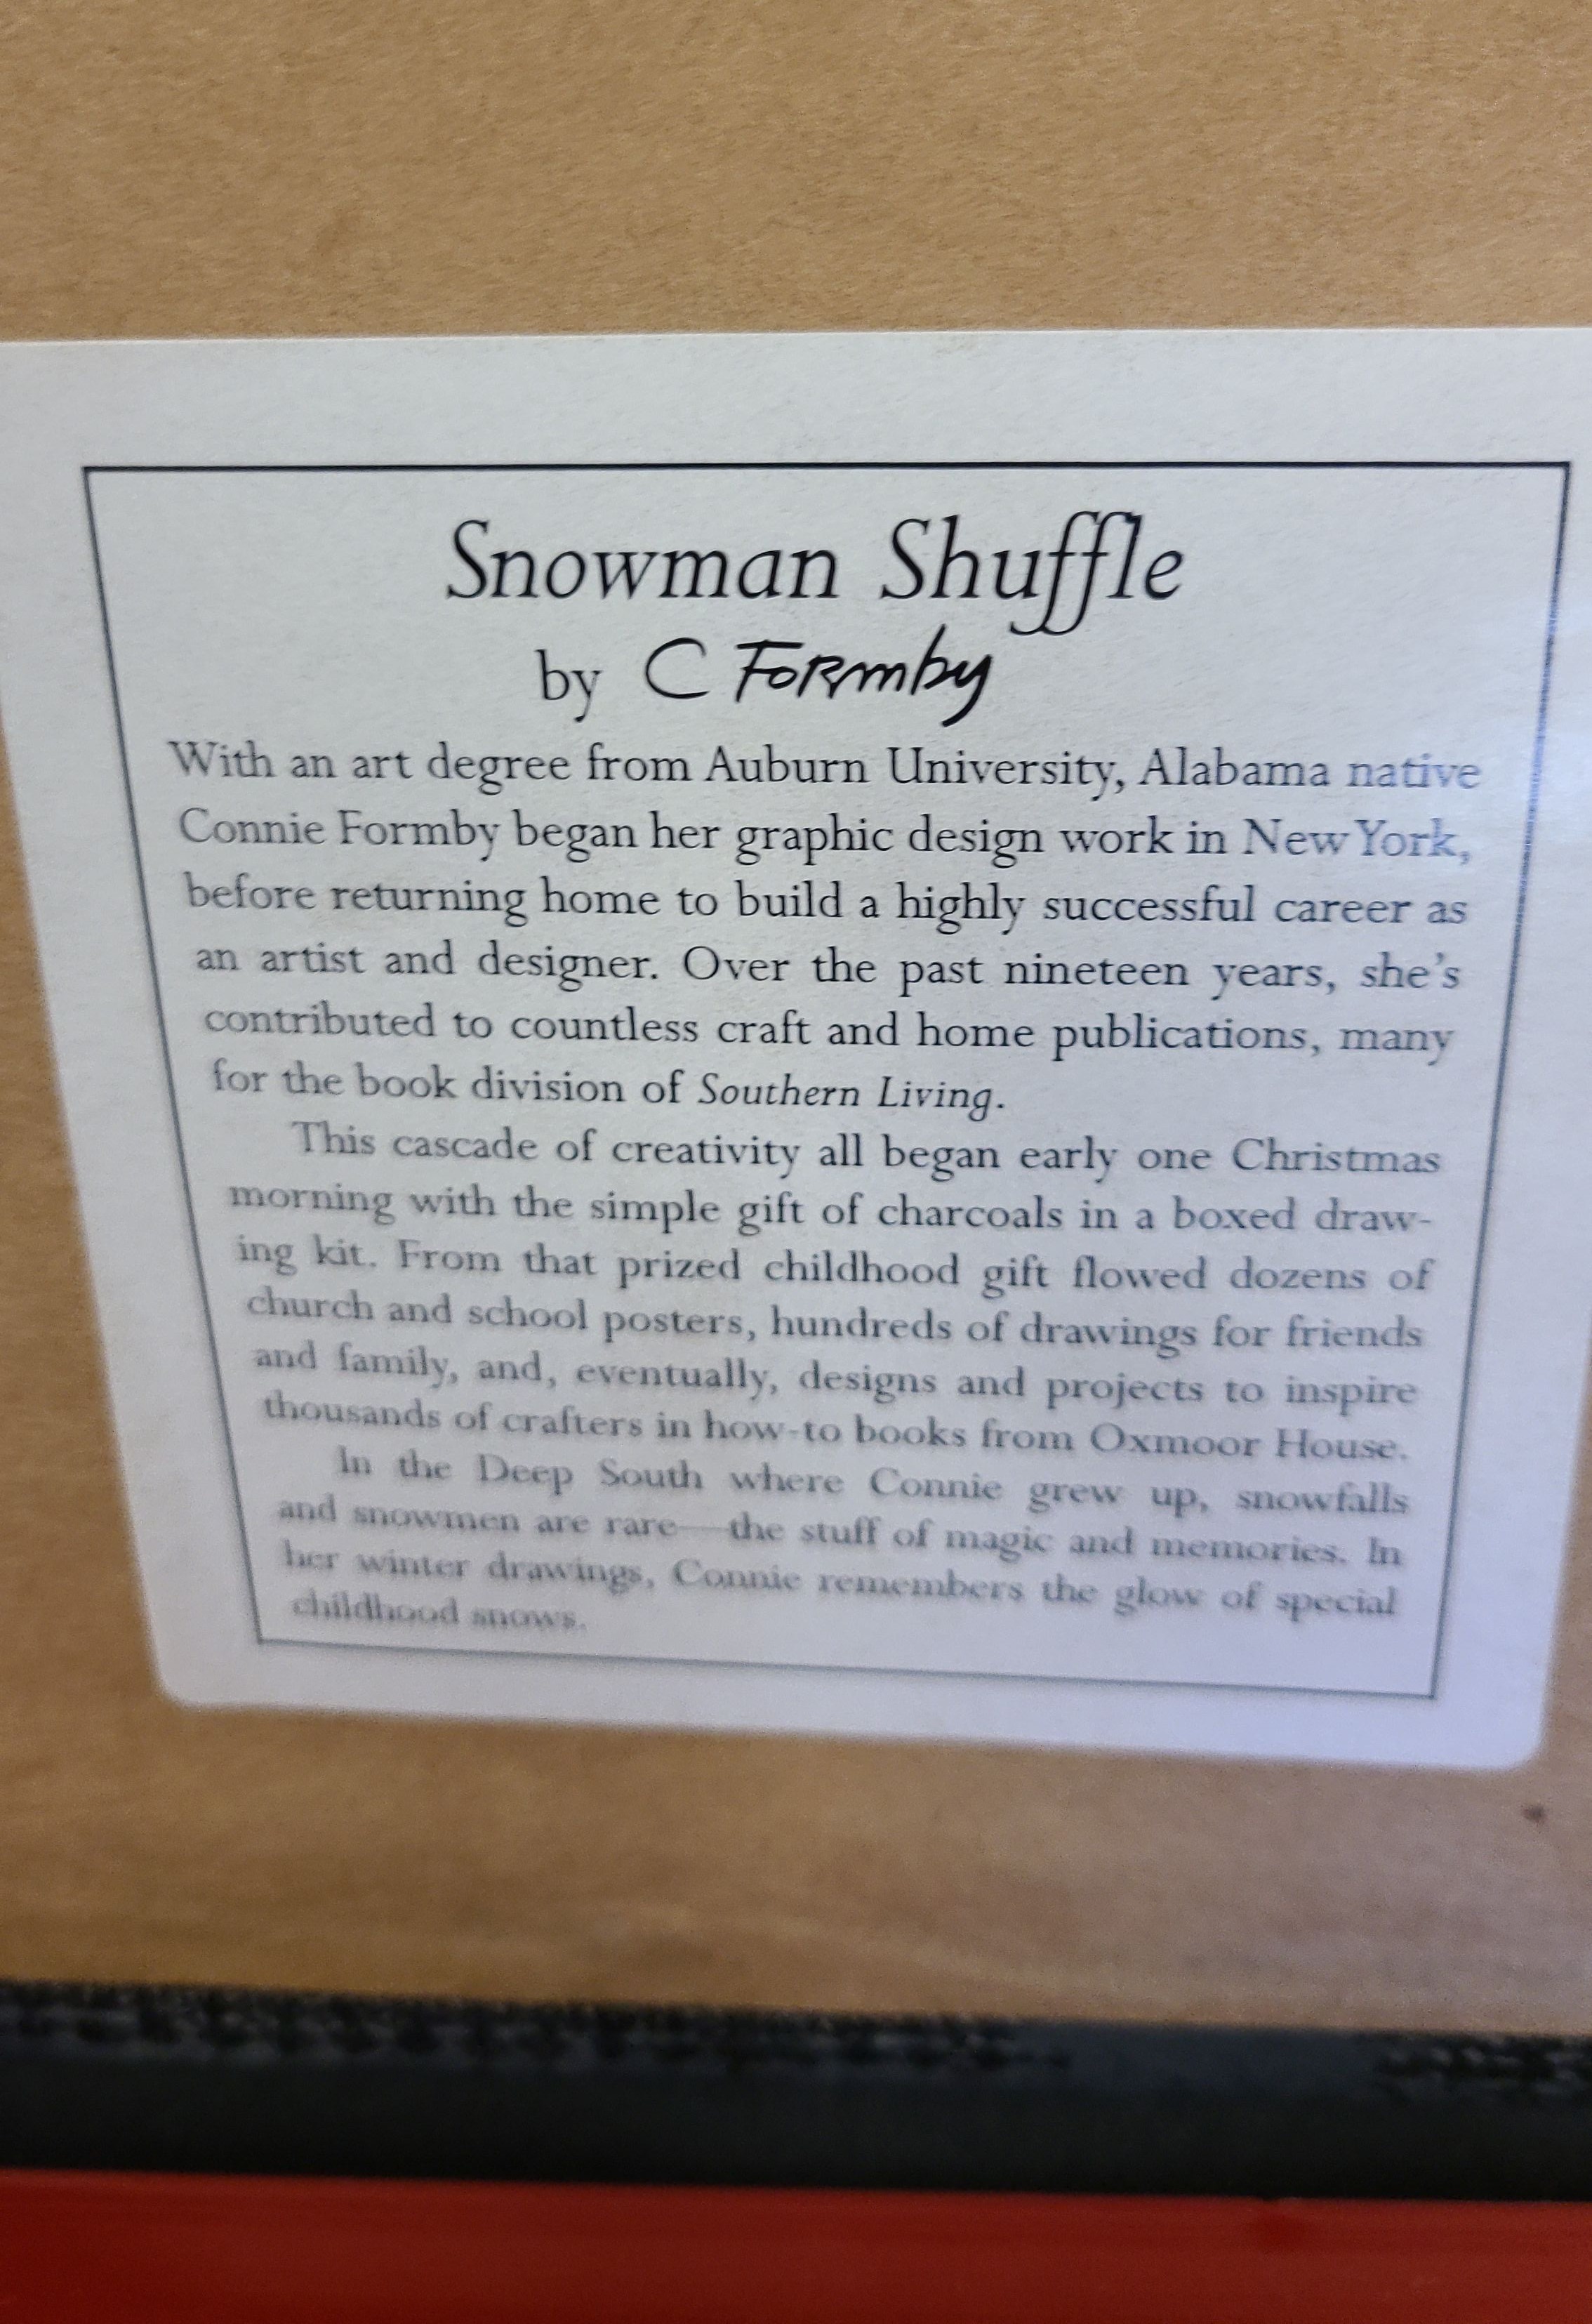 Snowman Shuffle
by C Formby
With an art degree from Auburn University, Alabama native
Connie Formby began her graphic design work in New York,
before returning home to build a highly successful career as
an artist and designer. Over the past nineteen years, she's
contributed to countless craft and home publications, many
for the book division of Southern Living.
This cascade of creativity all began early one Christmas
morning with the simple gift of charcoals in a boxed draw-
ing kit. From that prized childhood gift flowed dozens of
church and school posters, hundreds of drawings for friends
and family, and, eventually, designs and projects to inspire
thousands of crafters in how-to books from Oxmoor House.
In the Deep South where Connie grew up, snowfalls
and snowmen are rare—the stuff of magic and memories. In
her winter drawings, Connie remembers the glow of special
childhood snows.